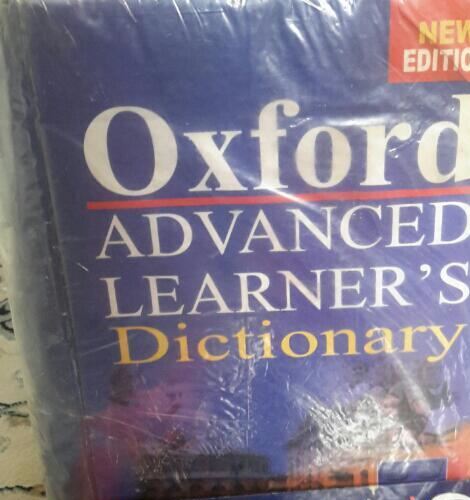 NEW
EDITIO
Oxford
ADVANCED
LEARNER'S
Dictionary